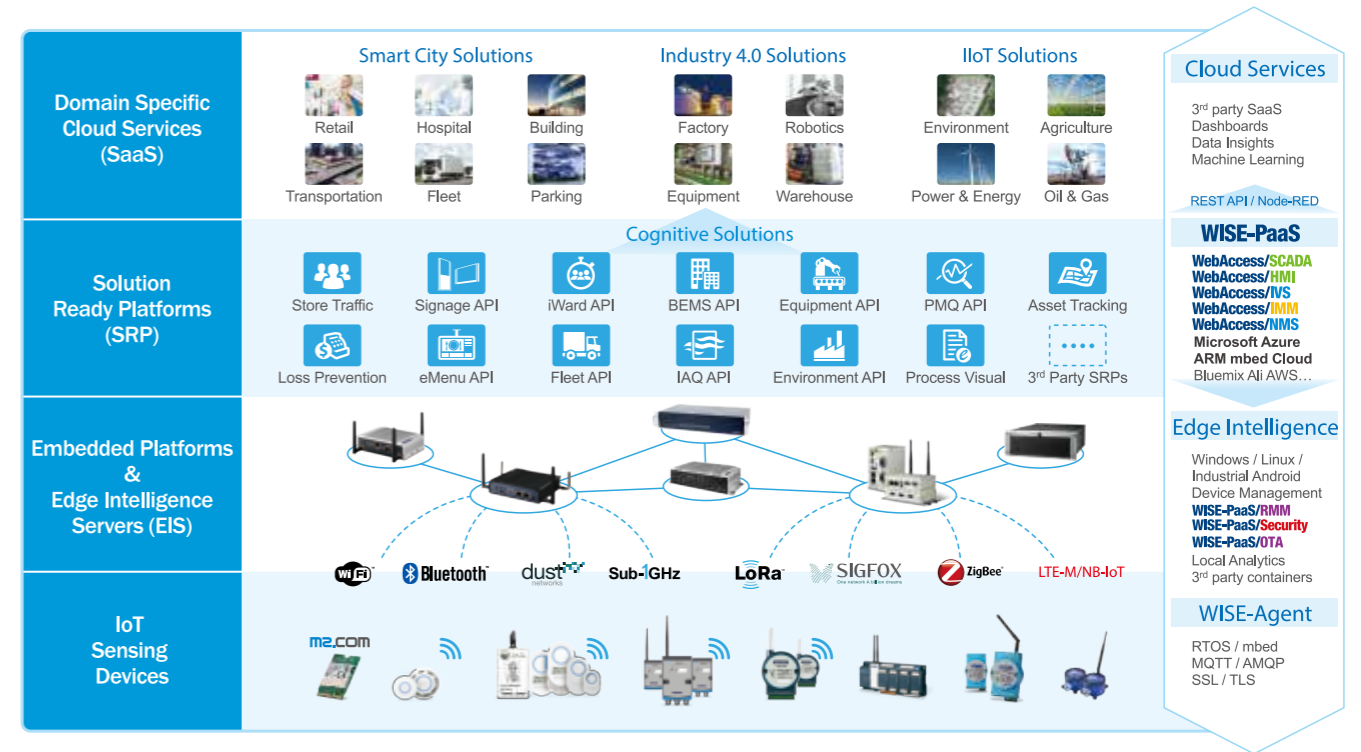 Domain Specific
Cloud Services
(SaaS)
Smart City Solutions
Industry 4.0 Solutions
IIoT Solutions
Retail
Hospital
Building
Factory
Robotics
Environment
Agriculture
Transportation
Fleet
Parking
Equipment
Warehouse
Power & Energy
Oil & Gas
Solution
Ready Platforms
(SRP)
Cognitive Solutions
Store Traffic
Signage API
iWard API
BEMS API
Equipment API
PMQ API
Asset Tracking
Loss Prevention
eMenu API
Fleet API
IAQ API
Environment API
Process Visual
3rd Party SRPs
Embedded Platforms
&
Edge Intelligence
Servers (EIS)
Wi Fi
Bluetooth
dust
networks
Sub-1GHz
LoRa
SIGFOX
One network A billion dreams
ZigBee
LTE-M/NB-IoT
IoT
Sensing
Devices
m2.com
Cloud Services
3rd party SaaS
Dashboards
Data Insights
Machine Learning
REST API / Node-RED
WISE-PaaS
WebAccess/SCADA
WebAccess/HMI
WebAccess/IVS
WebAccess/IMM
WebAccess/NMS
Microsoft Azure
ARM mbed Cloud
Bluemix Ali AWS...
Edge Intelligence
Windows / Linux /
Industrial Android
Device Management
WISE-PaaS/RMM
WISE-PaaS/Security
WISE-PaaS/OTA
Local Analytics
3rd party containers
WISE-Agent
RTOS / mbed
MQTT / AMQP
SSL / TLS